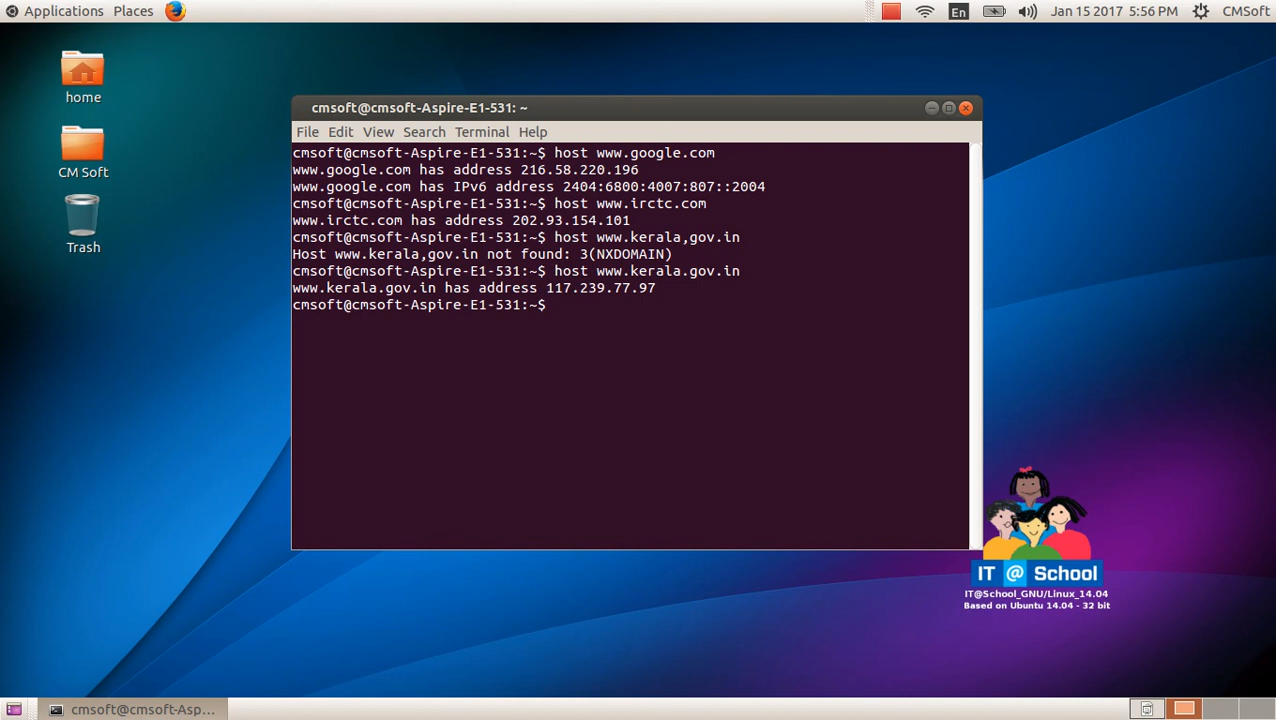 Applications Places En Jan 15 2017 5:56 PM CMSoft
home
CM Soft
Trash
cmsoft@cmsoft-Aspire-E1-531: ~
File Edit View Search Terminal Help
cmsoft@cmsoft-Aspire-E1-531:~$ host www.google.com
www.google.com has address 216.58.220.196
www.google.com has IPv6 address 2404:6800:4007:807::2004
cmsoft@cmsoft-Aspire-E1-531:~$ host www.irctc.com
www.irctc.com has address 202.93.154.101
cmsoft@cmsoft-Aspire-E1-531:~$ host www.kerala,gov.in
Host www.kerala,gov.in not found: 3(NXDOMAIN)
cmsoft@cmsoft-Aspire-E1-531:~$ host www.kerala.gov.in
www.kerala.gov.in has address 117.239.77.97
cmsoft@cmsoft-Aspire-E1-531:~$
IT @ School
IT@School_GNU/Linux_14.04
Based on Ubuntu 14.04 - 32 bit
cmsoft@cmsoft-Asp...